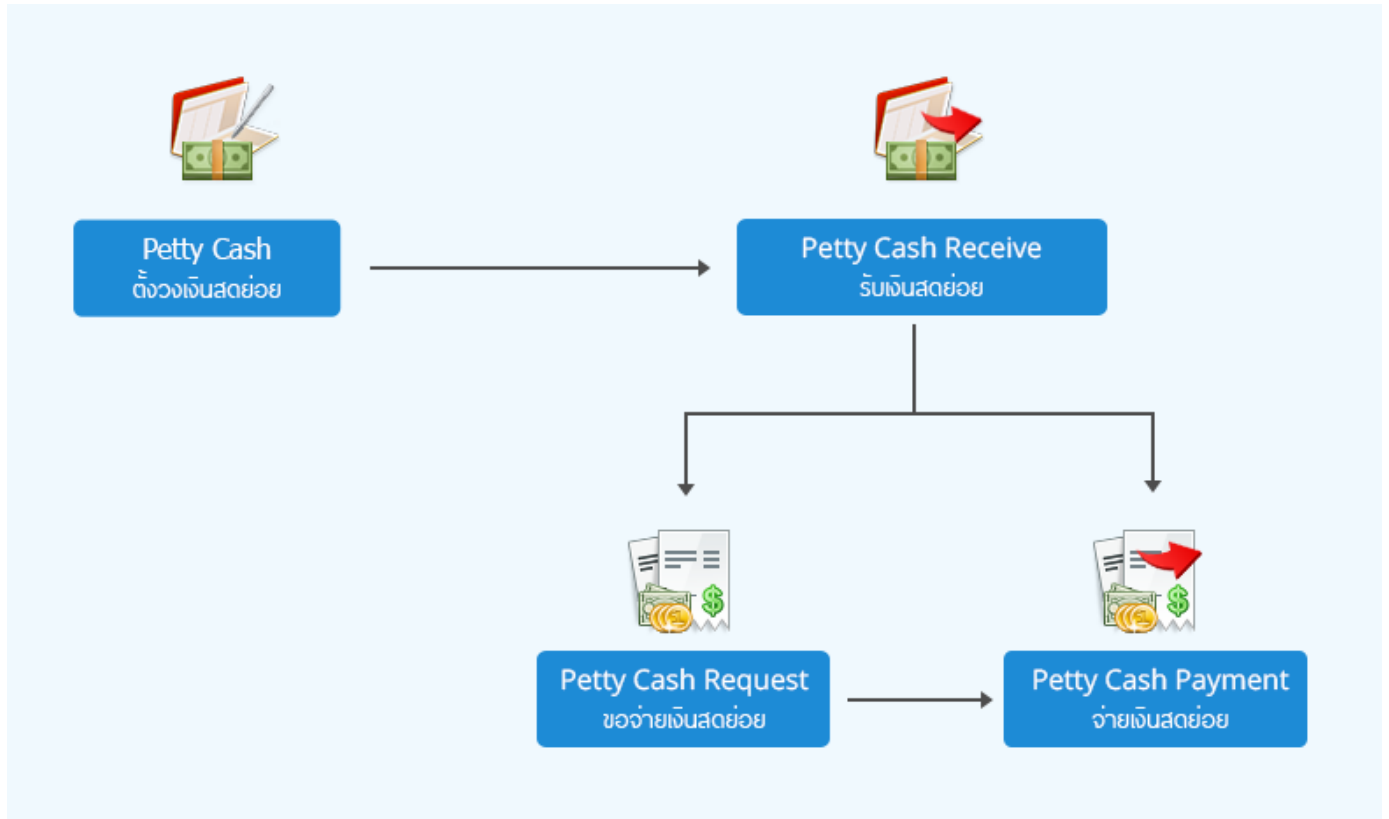 Petty Cash
ตั้งวงเงินสดย่อย
Petty Cash Receive
รับเงินสดย่อย
Petty Cash Request
ขอจ่ายเงินสดย่อย
Petty Cash Payment
จ่ายเงินสดย่อย